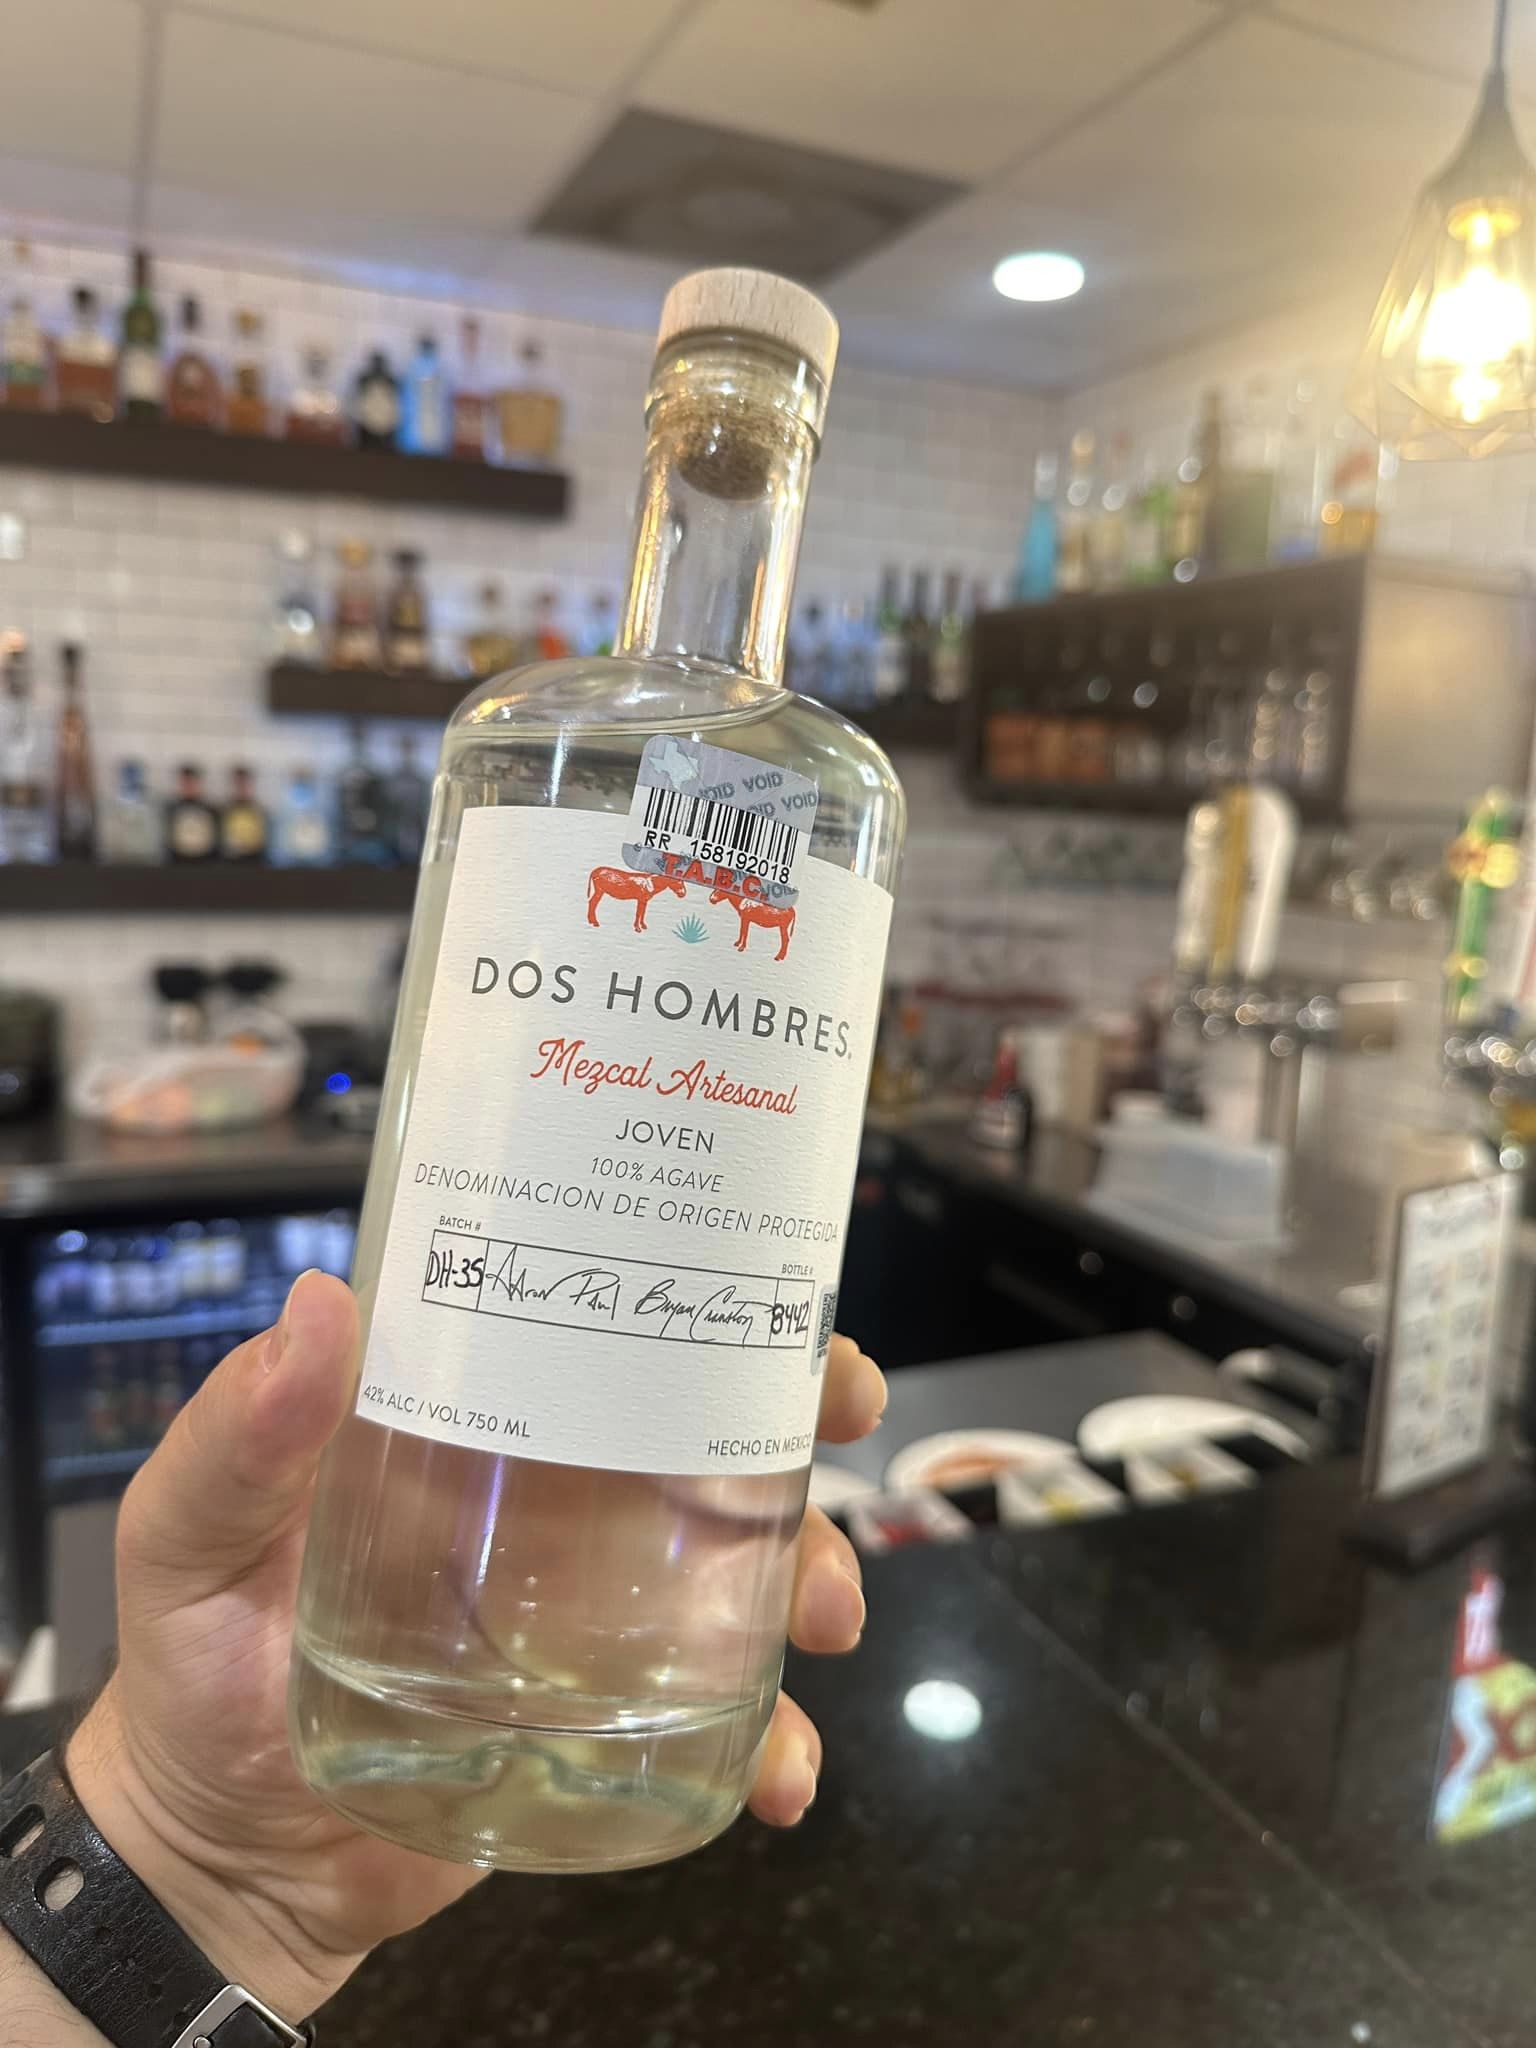 VOID VOID
VOID VOID
RR 158192018
T.A.B.C.
VOID
DOS HOMBRES.
Mezcal Artesanal
JOVEN
100% AGAVE
DENOMINACION DE ORIGEN PROTEGIDA
BATCH #
BOTTLE #
DH-35 Aaron Paul Bryan Cranston 8442
42% ALC / VOL 750 ML
HECHO EN MEXICO